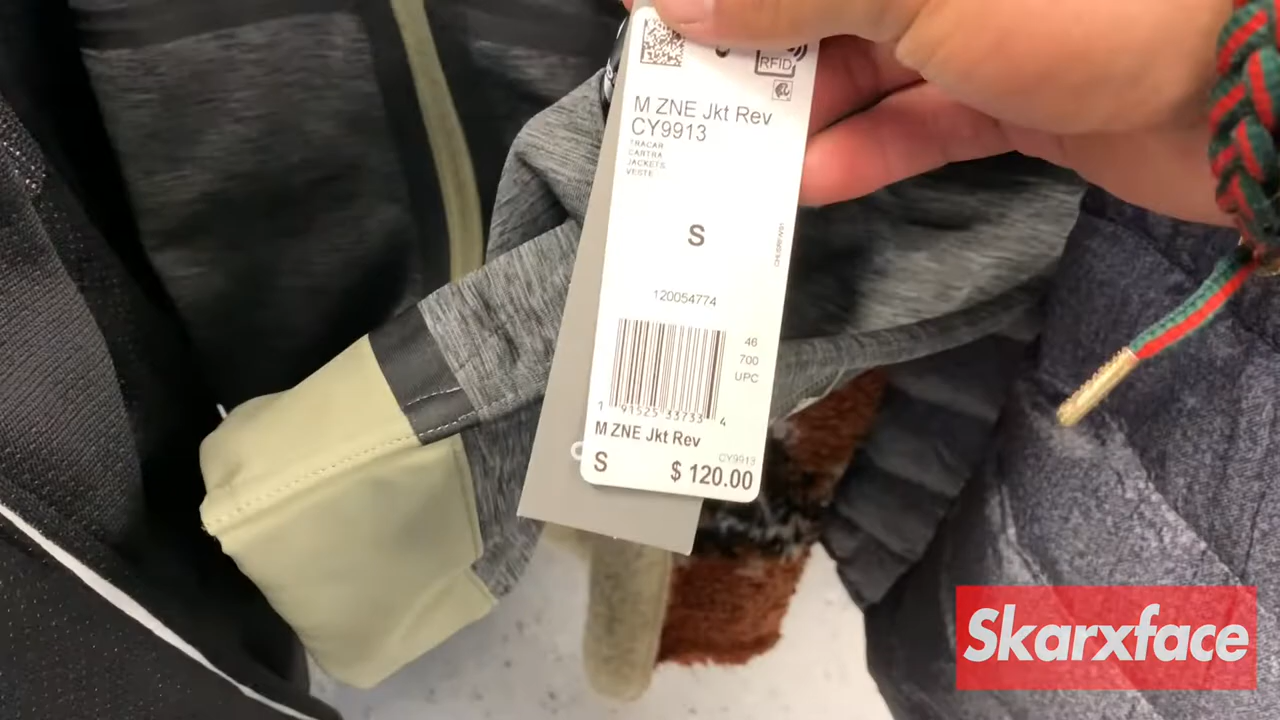 RFID
M ZNE Jkt Rev
CY9913
TRACAR
CARTRA
JACKETS
VESTE
S
120054774
46
700
UPC
1 91525 33733 4
M ZNE Jkt Rev
CY9913
S
$ 120.00
Skarxface